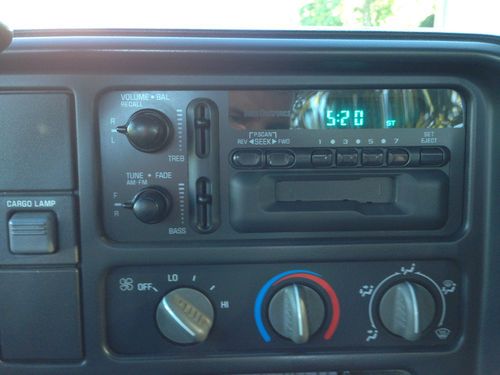 VOLUME • BAL
RECALL
R
L
TREB
5:20
ST
P.SCAN
REV ◄SEEK► FWD
1 • 3 • 5 • 7
SET
EJECT
TUNE • FADE
AM-FM
F
R
BASS
CARGO LAMP
OFF
LO
HI